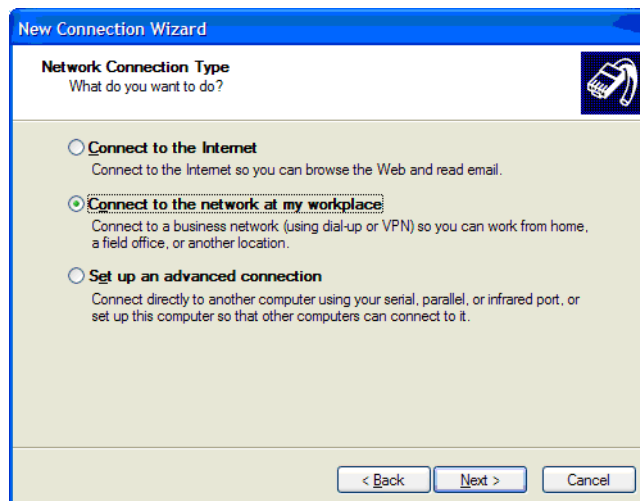 New Connection Wizard
Network Connection Type
What do you want to do?
Connect to the Internet
Connect to the Internet so you can browse the Web and read email.
Connect to the network at my workplace
Connect to a business network (using dial-up or VPN) so you can work from home,
a field office, or another location.
Set up an advanced connection
Connect directly to another computer using your serial, parallel, or infrared port, or
set up this computer so that other computers can connect to it.
< Back
Next >
Cancel